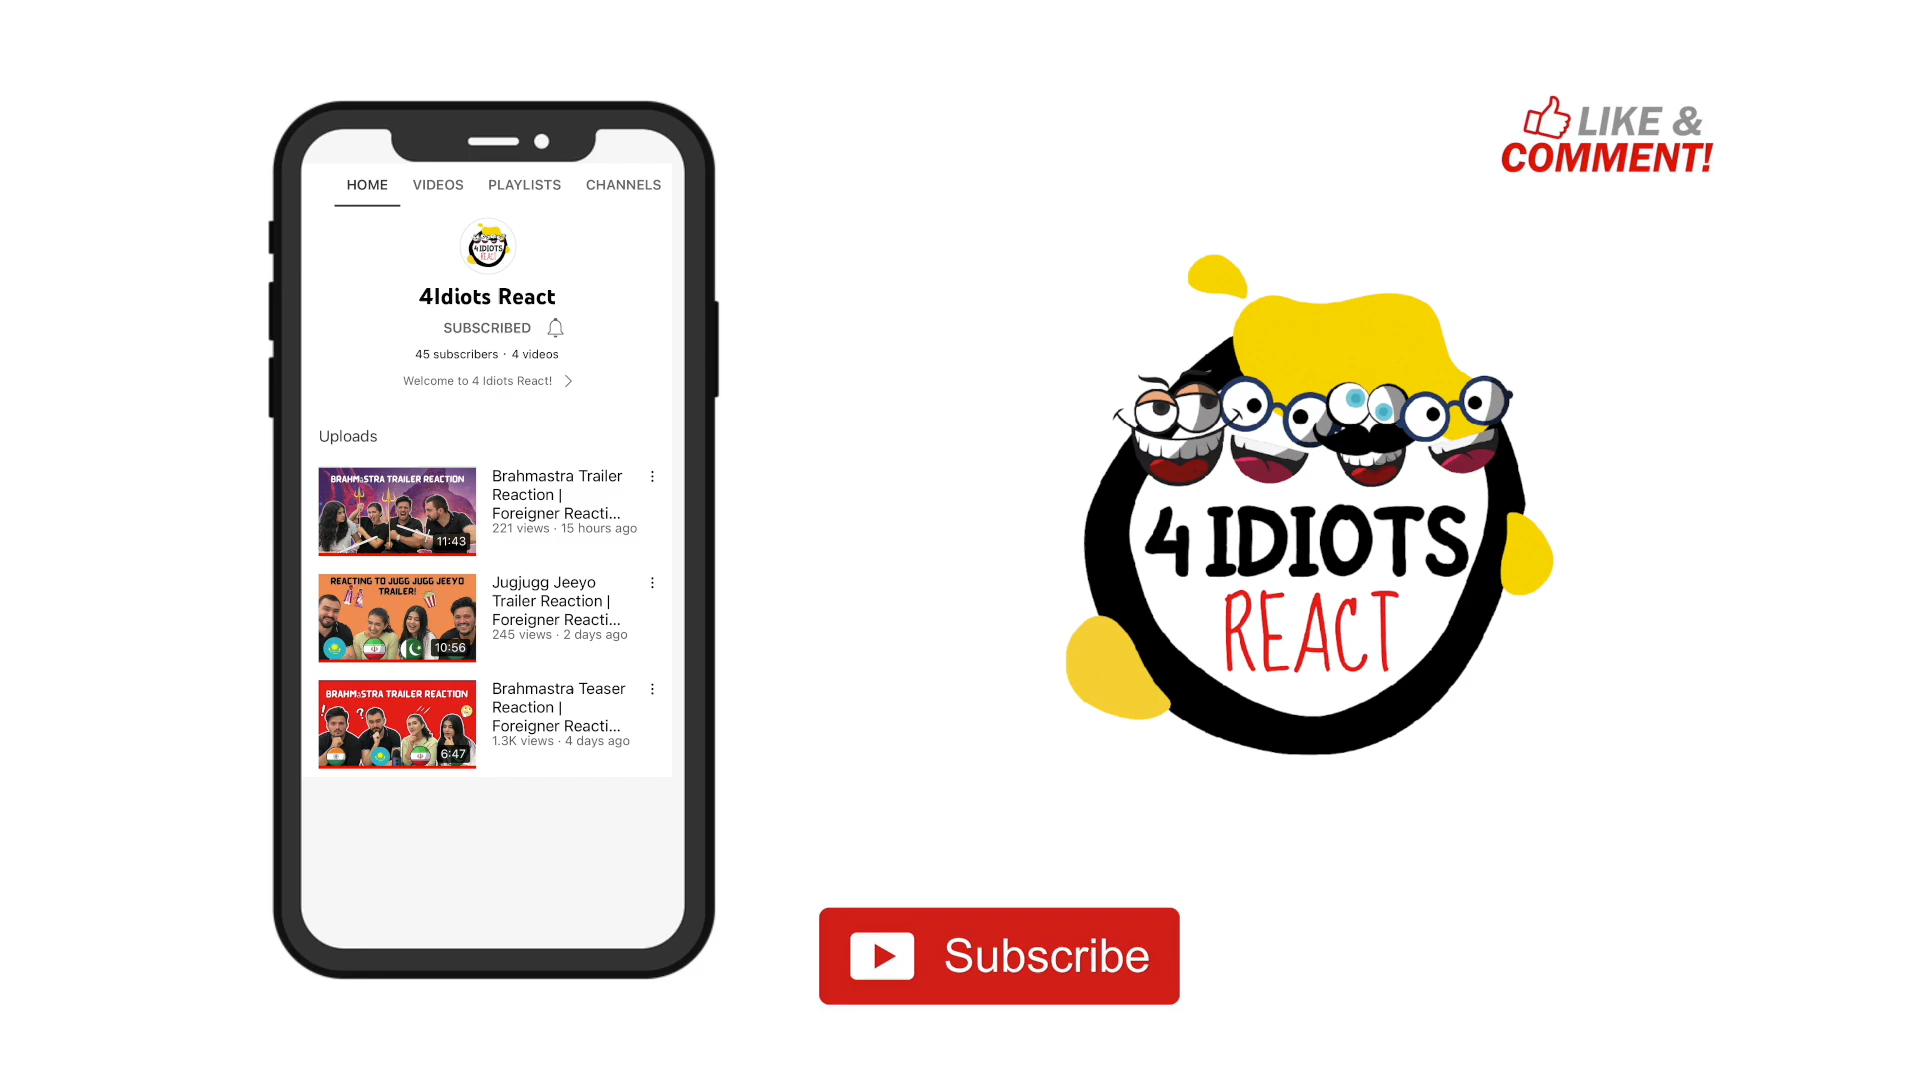 HOME VIDEOS PLAYLISTS CHANNELS
4 IDIOTS
REACT
4Idiots React
SUBSCRIBED
45 subscribers · 4 videos
Welcome to 4 Idiots React!
Uploads
BRAHMaSTRA TRAILER REACTION
11:43
Brahmastra Trailer
Reaction |
Foreigner Reacti...
221 views · 15 hours ago
REACTING TO JUGG JUGG JEEYO
TRAILER!
10:56
Jugjugg Jeeyo
Trailer Reaction |
Foreigner Reacti...
245 views · 2 days ago
BRAHMaSTRA TRAILER REACTION
! ?
6:47
Brahmastra Teaser
Reaction |
Foreigner Reacti...
1.3K views · 4 days ago
LIKE &
COMMENT!
4 IDIOTS
REACT
Subscribe